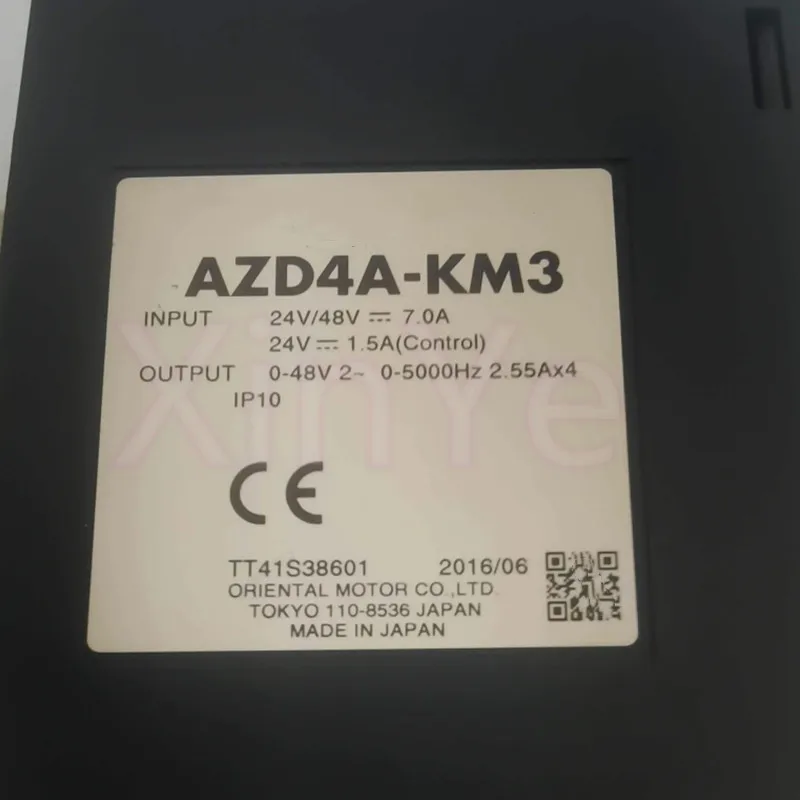 AZD4A-KM3
INPUT 24V/48V ⎓ 7.0A
24V ⎓ 1.5A(Control)
OUTPUT 0-48V 2~ 0-5000Hz 2.55Ax4
IP10
XinYe
CE
TT41S38601 2016/06
ORIENTAL MOTOR CO.,LTD.
TOKYO 110-8536 JAPAN
MADE IN JAPAN